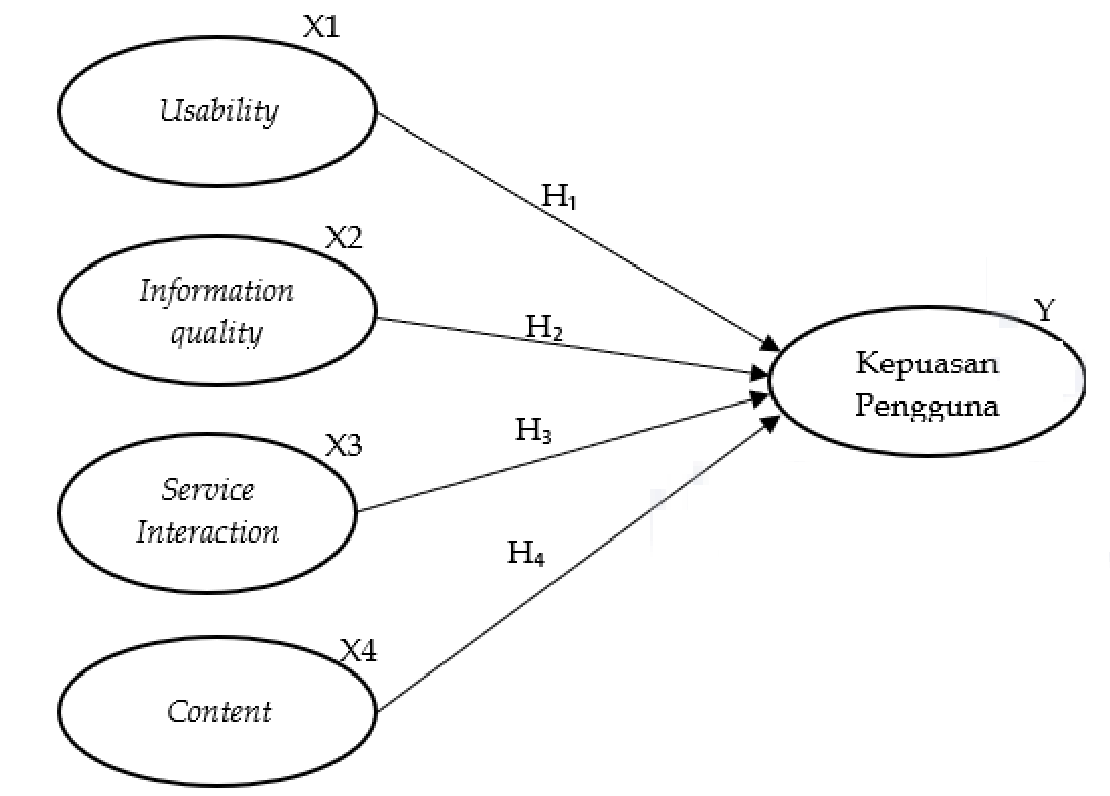 X1
Usability
H₁
X2
Information
quality
H₂
Y
Kepuasan
Pengguna
X3
Service
Interaction
H₃
X4
Content
H₄